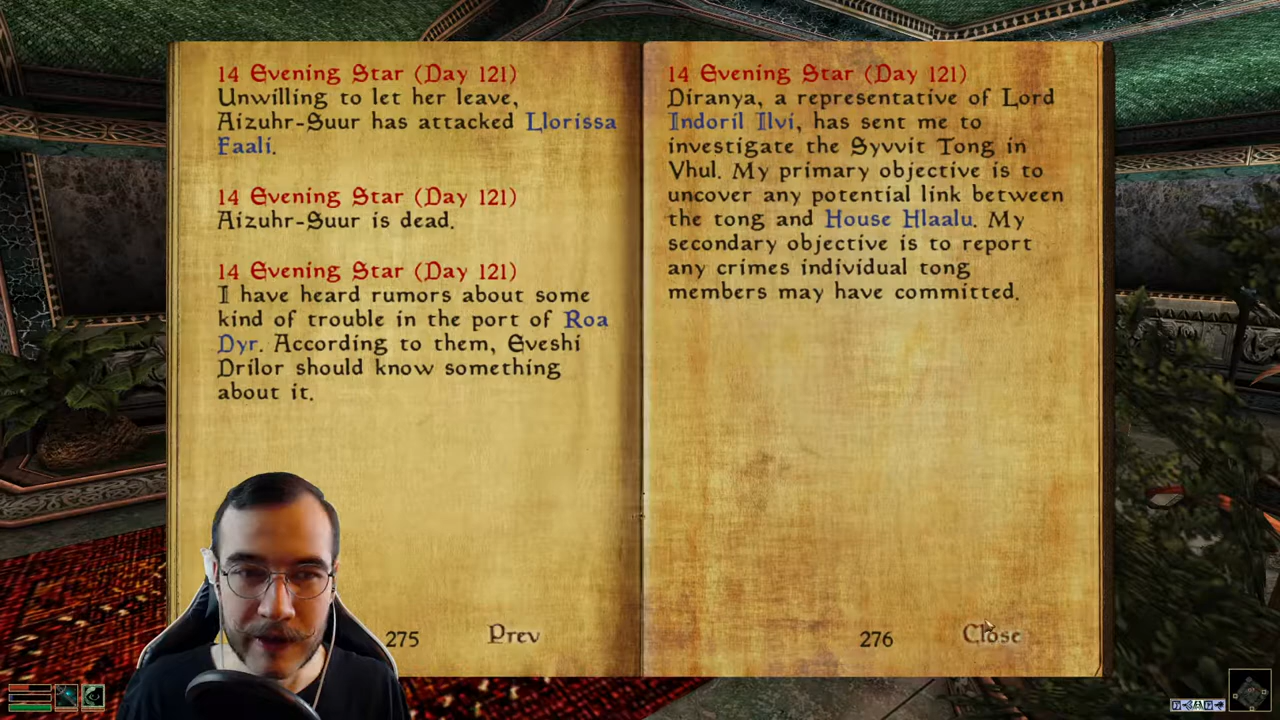 14 Evening Star (Day 121)
Unwilling to let her leave,
Aizuhr-Suur has attacked Llorissa
Faali.
14 Evening Star (Day 121)
Aizuhr-Suur is dead.
14 Evening Star (Day 121)
I have heard rumors about some
kind of trouble in the port of Roa
Dyr. According to them, Eveshi
Drilor should know something
about it.
275
Prev
14 Evening Star (Day 121)
Diranya, a representative of Lord
Indoril Ilvi, has sent me to
investigate the Syvvit Tong in
Vhul. My primary objective is to
uncover any potential link between
the tong and House Hlaalu. My
secondary objective is to report
any crimes individual tong
members may have committed.
276
Close